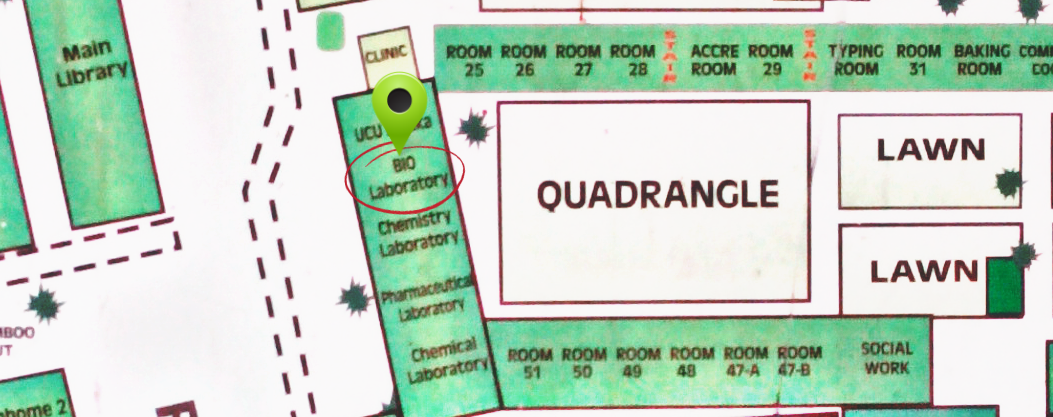 Main
Library
CLINIC
ROOM
25
ROOM
26
ROOM
27
ROOM
28
STAIR
ACCRE
ROOM
ROOM
29
STAIR
TYPING
ROOM
ROOM
31
BAKING
ROOM
UCU
BIO
Laboratory
Chemistry
Laboratory
Pharmaceutical
Laboratory
Chemical
Laboratory
QUADRANGLE
LAWN
LAWN
ROOM
51
ROOM
50
ROOM
49
ROOM
48
ROOM
47-A
ROOM
47-B
SOCIAL
WORK